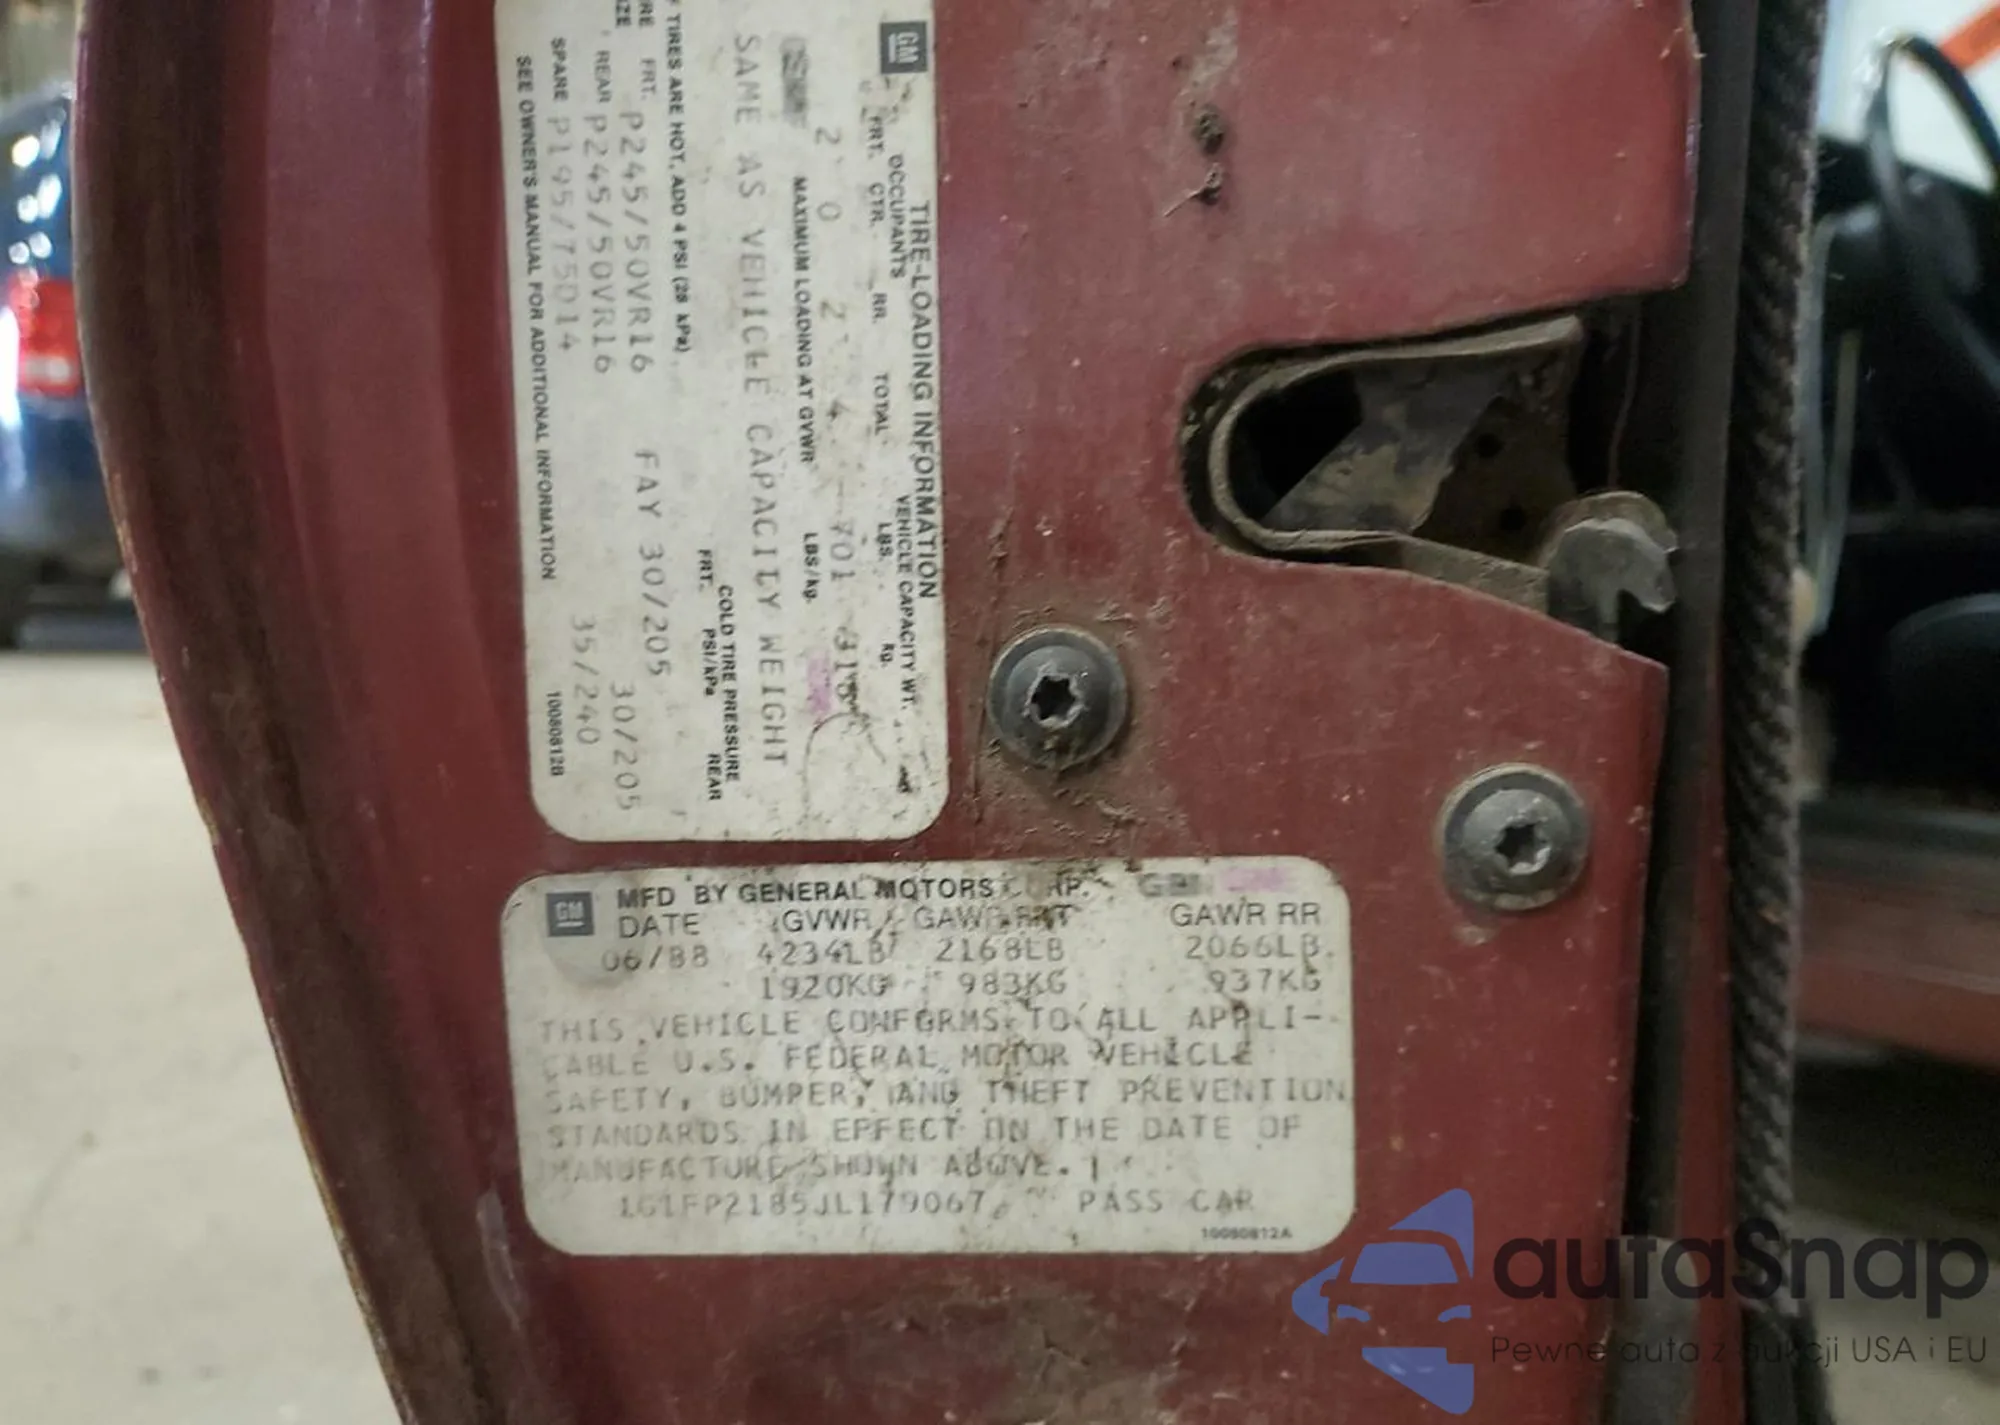 GM
TIRE-LOADING INFORMATION
OCCUPANTS VEHICLE CAPACITY WT.
FRT. CTR. RR. TOTAL LBS. kg.
2 0 2 4 701 318
MAXIMUM LOADING AT GVWR LBS/kg.
SAME AS VEHICLE CAPACITY WEIGHT
COLD TIRE PRESSURE
FRT. PSI/kPa REAR
TIRES ARE HOT, ADD 4 PSI (28 kPa)
FRT. P245/50VR16 FAY 30/205
REAR P245/50VR16 30/205
SPARE P195/75D14 35/240
SEE OWNER'S MANUAL FOR ADDITIONAL INFORMATION 10080812B
GM
MFD BY GENERAL MOTORS CORP.
DATE GVWR GAWR FRT GAWR RR
06/88 4234LB 2168LB 2066LB
1920KG 983KG 937KG
THIS VEHICLE CONFORMS TO ALL APPLI-
CABLE U.S. FEDERAL MOTOR VEHICLE
SAFETY, BUMPER, AND THEFT PREVENTION
STANDARDS IN EFFECT ON THE DATE OF
MANUFACTURE SHOWN ABOVE.
1G1FP2185JL179067 PASS CAR
10080812A
autaSnap
Pewne auta z aukcji USA i EU